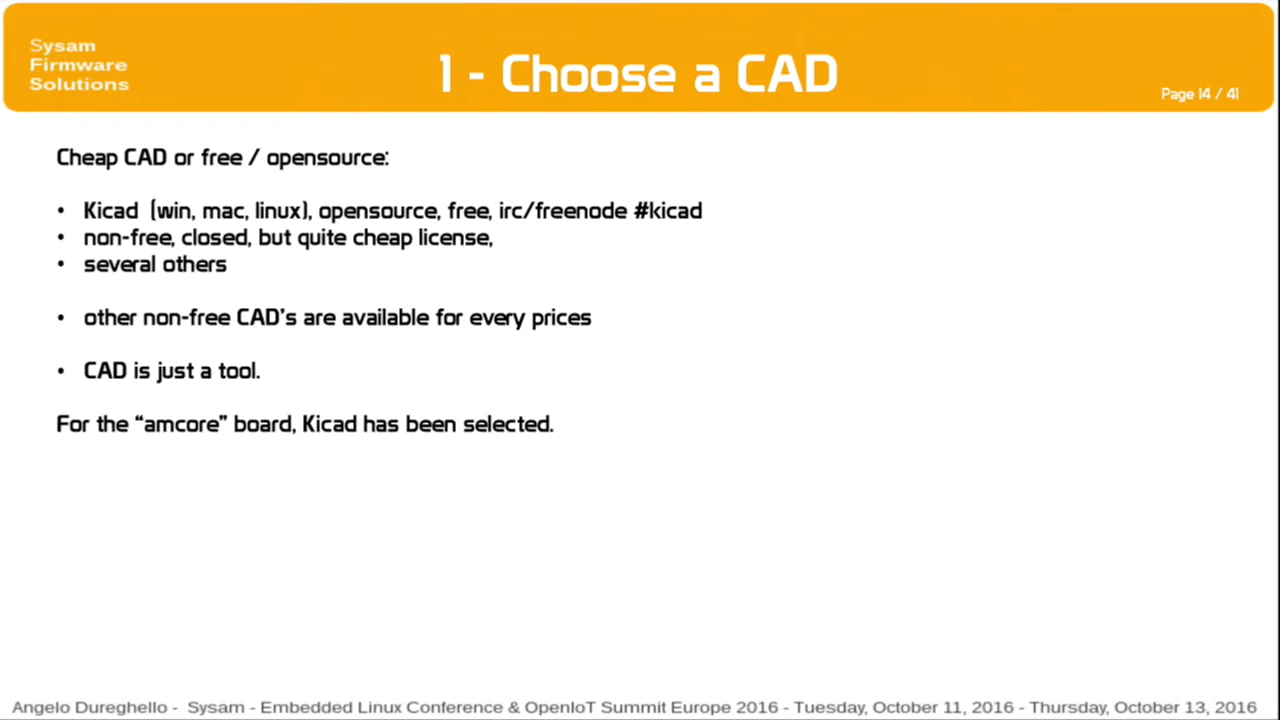 Sysam
Firmware
Solutions
1 - Choose a CAD
Page 14 / 41
Cheap CAD or free / opensource:
• Kicad (win, mac, linux), opensource, free, irc/freenode #kicad
• non-free, closed, but quite cheap license,
• several others
• other non-free CAD's are available for every prices
• CAD is just a tool.
For the “amcore” board, Kicad has been selected.
Angelo Dureghello - Sysam - Embedded Linux Conference & OpenIoT Summit Europe 2016 - Tuesday, October 11, 2016 - Thursday, October 13, 2016